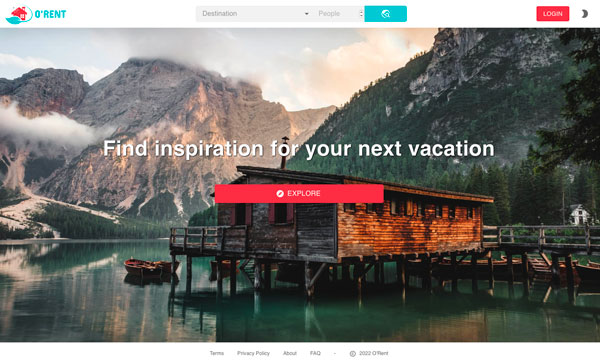 O'RENT
Destination
People
LOGIN
Find inspiration for your next vacation
EXPLORE
Terms Privacy Policy About FAQ - © 2022 O'Rent